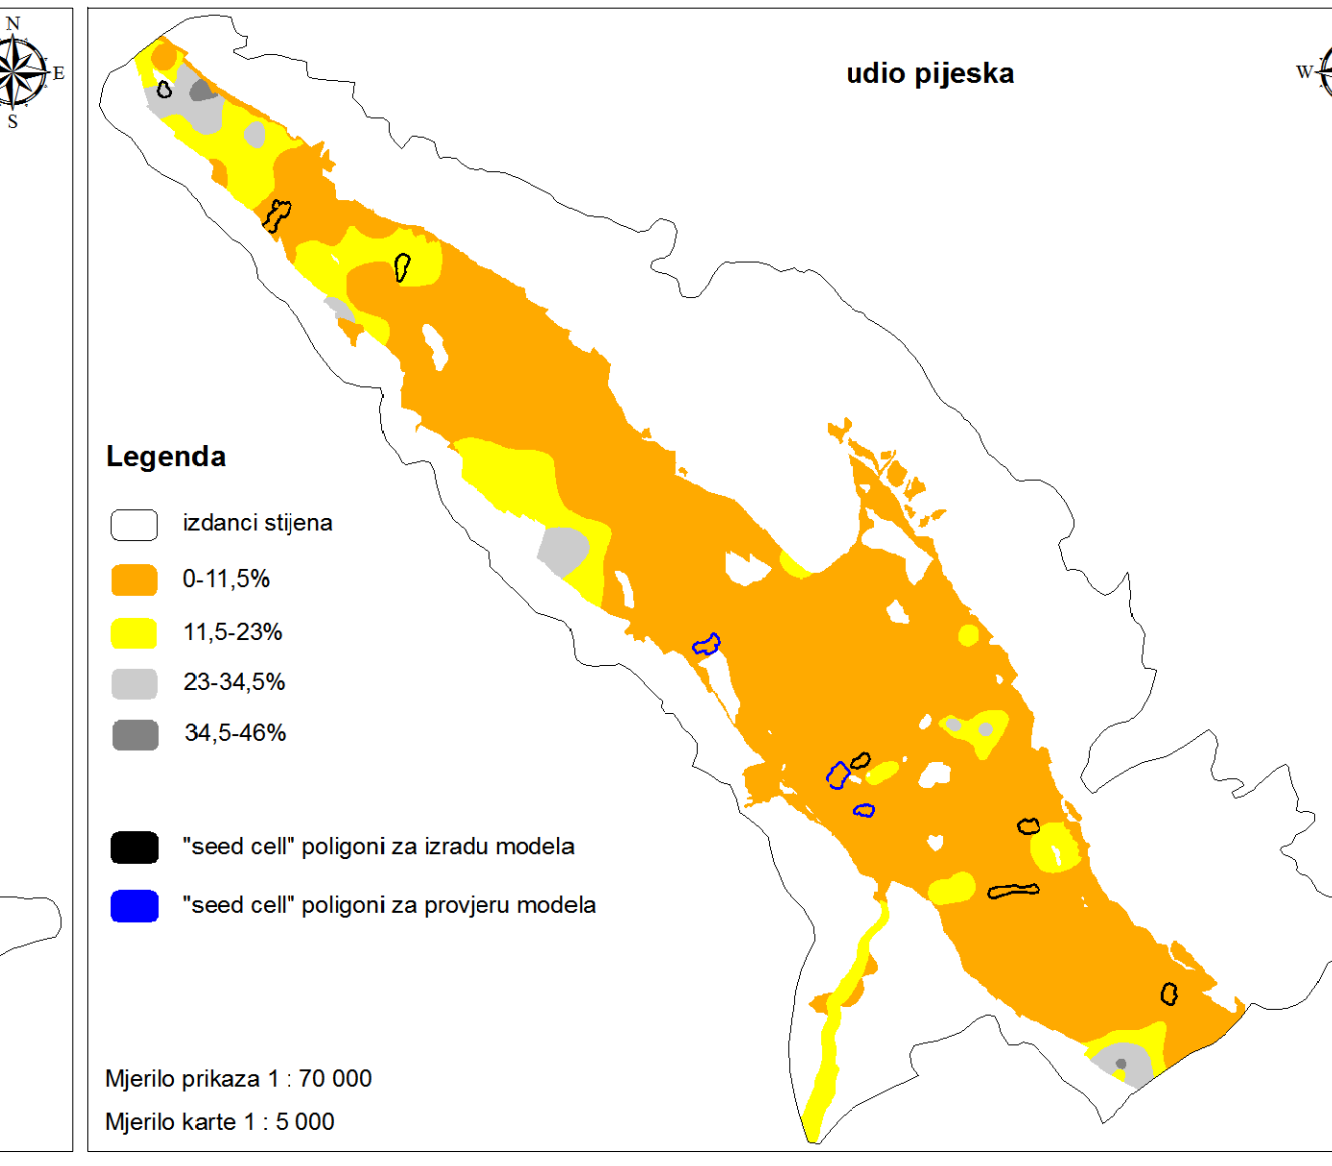 N
E
S
udio pijeska
W
Legenda
izdanci stijena
0-11,5%
11,5-23%
23-34,5%
34,5-46%
"seed cell" poligoni za izradu modela
"seed cell" poligoni za provjeru modela
Mjerilo prikaza 1 : 70 000
Mjerilo karte 1 : 5 000